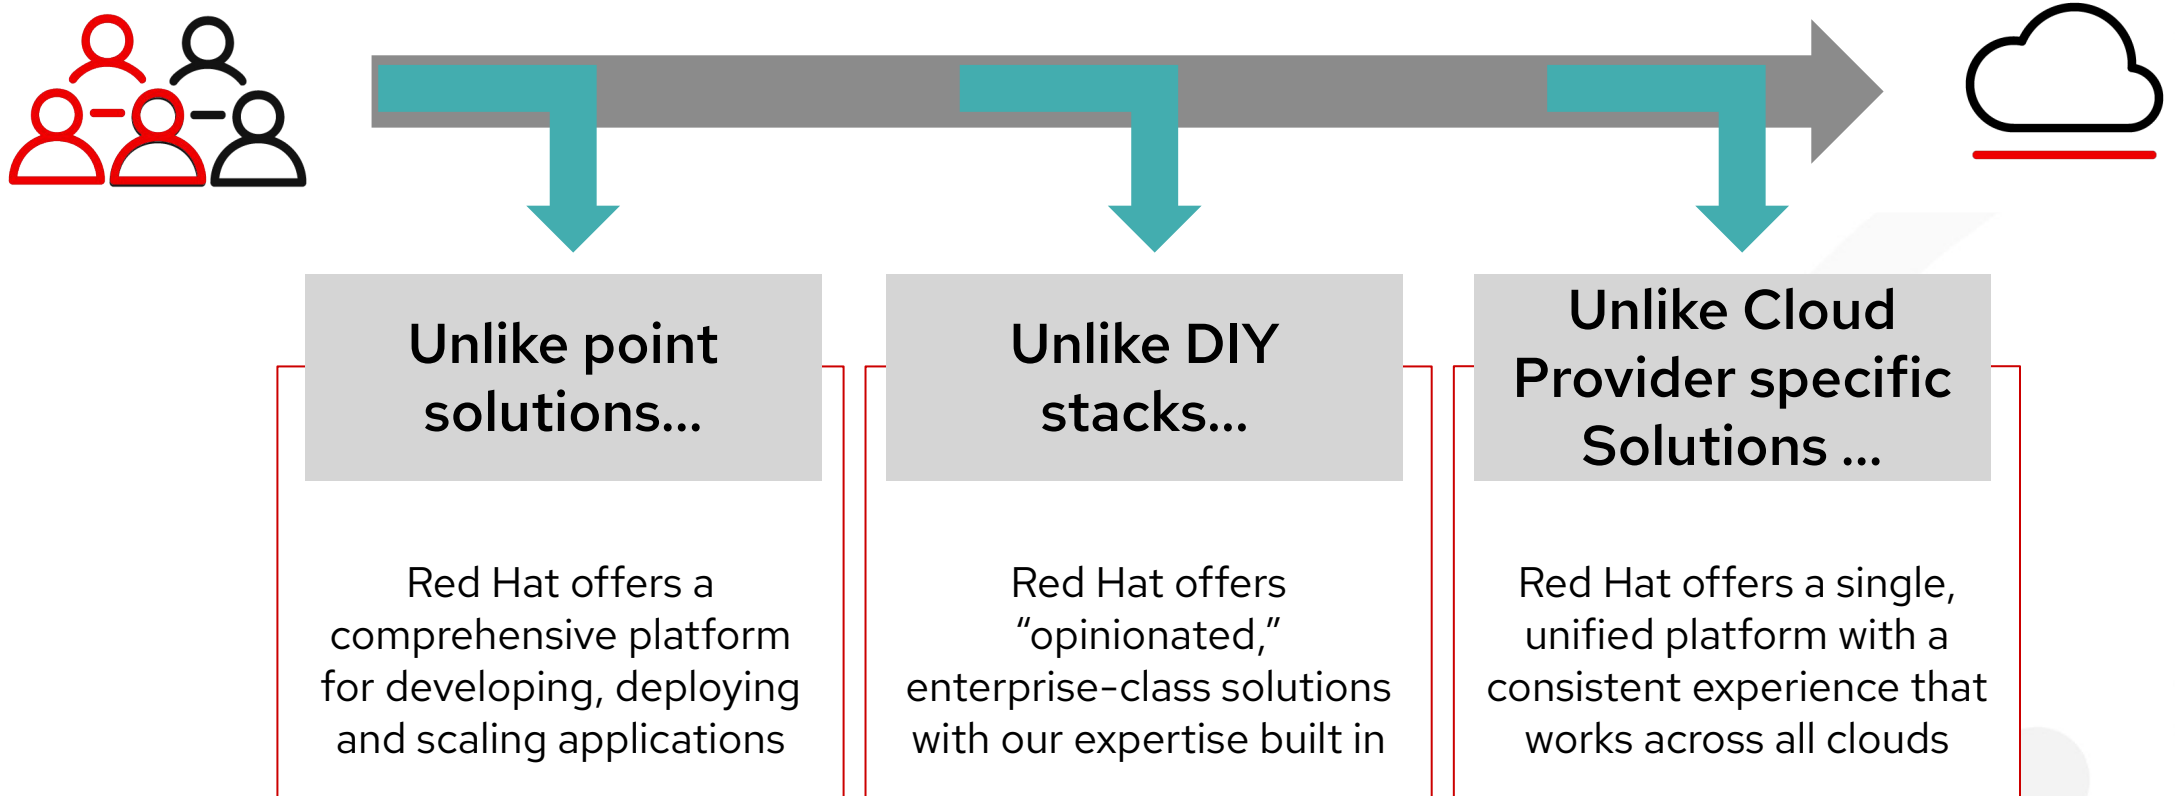 Unlike point
solutions...
Unlike DIY
stacks...
Unlike Cloud
Provider specific
Solutions ...
Red Hat offers a
comprehensive platform
for developing, deploying
and scaling applications
Red Hat offers
“opinionated,”
enterprise-class solutions
with our expertise built in
Red Hat offers a single,
unified platform with a
consistent experience that
works across all clouds